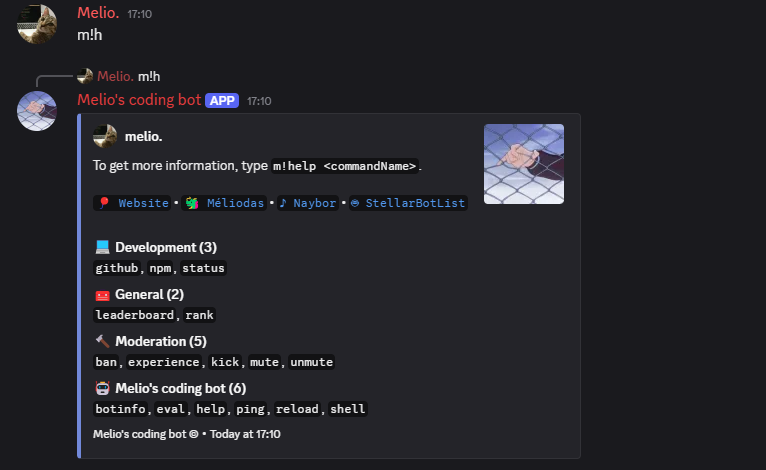 Melio. 17:10
m!h
Melio. m!h
Melio's coding bot APP 17:10
melio.
To get more information, type m!help <commandName>.
Website • Méliodas • ♪ Naybor • StellarBotList
Development (3)
github, npm, status
General (2)
leaderboard, rank
Moderation (5)
ban, experience, kick, mute, unmute
Melio's coding bot (6)
botinfo, eval, help, ping, reload, shell
Melio's coding bot © • Today at 17:10